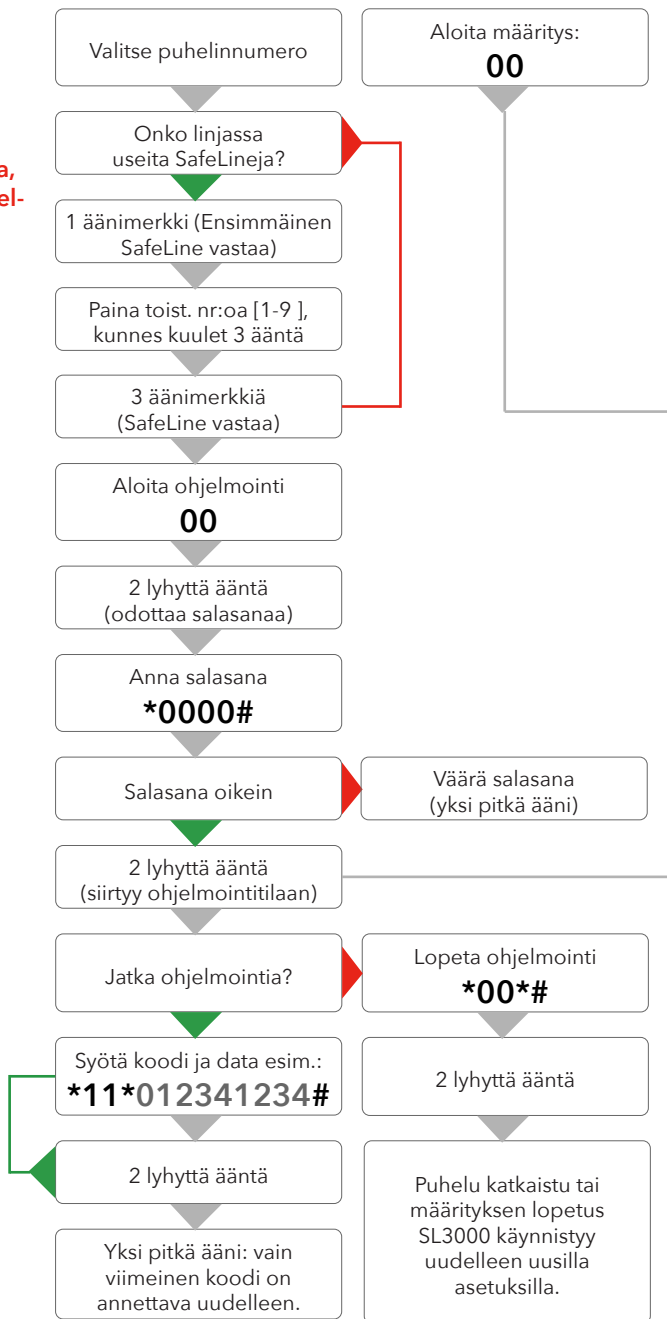 Valitse puhelinnumero
Aloita määritys:
00
Onko linjassa
useita SafeLineja?
a,
el-
1 äänimerkki (Ensimmäinen
SafeLine vastaa)
Paina toist. nr:oa [1-9 ],
kunnes kuulet 3 ääntä
3 äänimerkkiä
(SafeLine vastaa)
Aloita ohjelmointi
00
2 lyhyttä ääntä
(odottaa salasanaa)
Anna salasana
*0000#
Salasana oikein
Väärä salasana
(yksi pitkä ääni)
2 lyhyttä ääntä
(siirtyy ohjelmointitilaan)
Jatka ohjelmointia?
Lopeta ohjelmointi
*00*#
Syötä koodi ja data esim.:
*11*012341234#
2 lyhyttä ääntä
2 lyhyttä ääntä
Puhelu katkaistu tai
määrityksen lopetus
SL3000 käynnistyy
uudelleen uusilla
asetuksilla.
Yksi pitkä ääni: vain
viimeinen koodi on
annettava uudelleen.